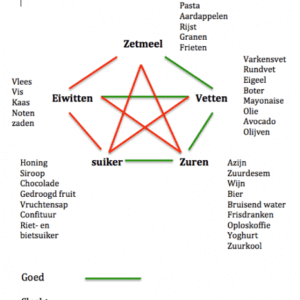 Pasta
Aardappelen
Rijst
Granen
Frieten
Zetmeel
Vlees
Vis
Kaas
Noten
zaden
Eiwitten
Vetten
Varkensvet
Rundvet
Eigeel
Boter
Mayonaise
Olie
Avocado
Olijven
suiker
Zuren
Honing
Siroop
Chocolade
Gedroogd fruit
Vruchtensap
Confituur
Riet- en
bietsuiker
Azijn
Zuurdesem
Wijn
Bier
Bruisend water
Frisdranken
Oploskoffie
Yoghurt
Zuurkool
Goed